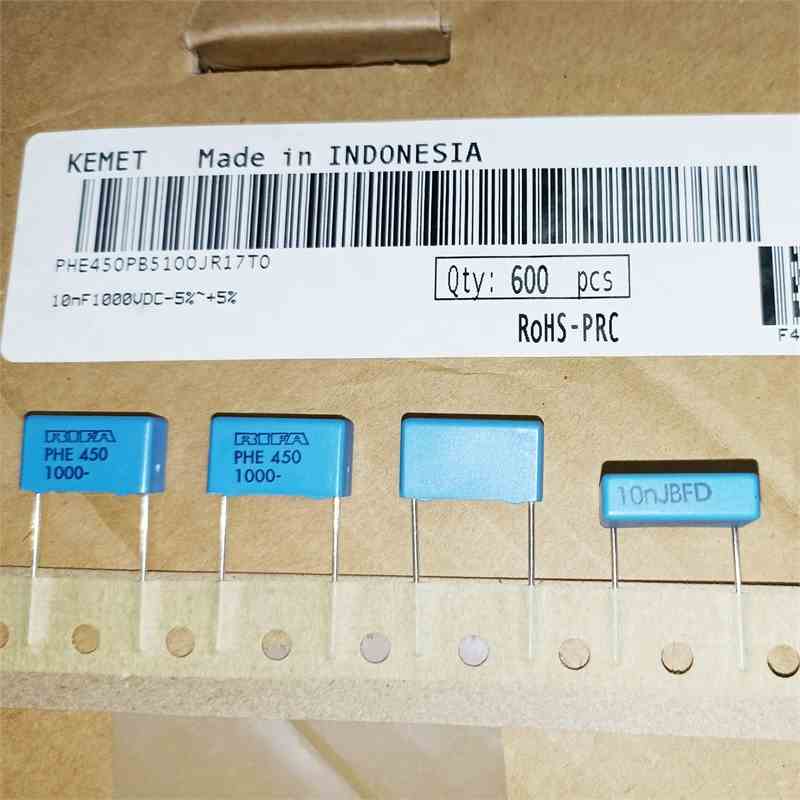 KEMET Made in INDONESIA
PHE450PB5100JR17T0
10nF1000VDC-5%~+5%
Qty: 600 pcs
RoHS-PRC
F4
RIFA
PHE 450
1000-
RIFA
PHE 450
1000-
10nJBFD